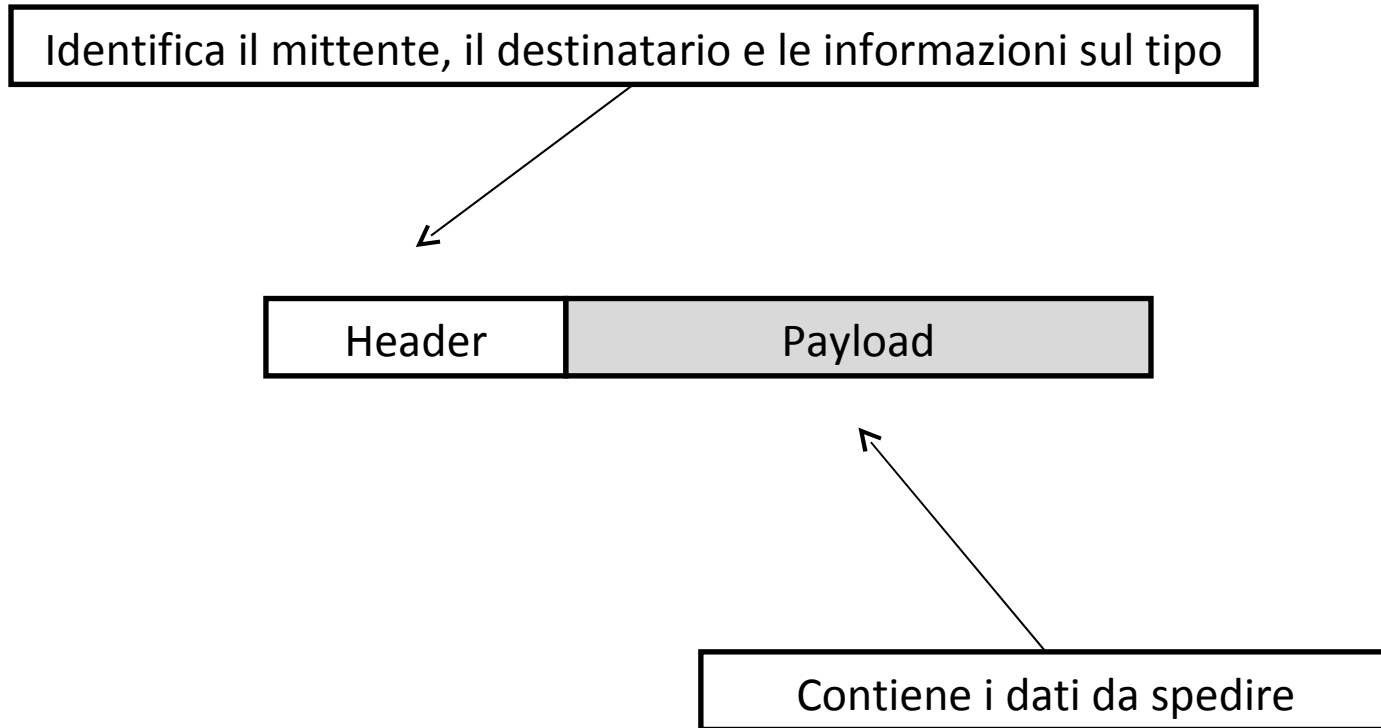 Identifica il mittente, il destinatario e le informazioni sul tipo
Header
Payload
Contiene i dati da spedire